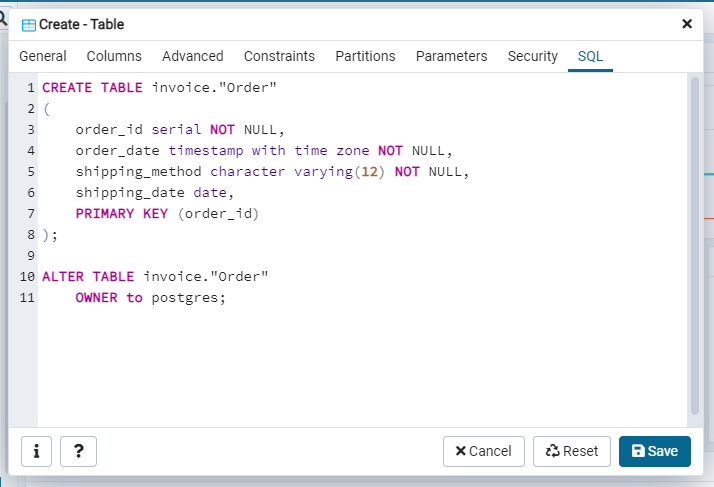 Create - Table
General Columns Advanced Constraints Partitions Parameters Security SQL
1 CREATE TABLE invoice."Order"
2 (
3     order_id serial NOT NULL,
4     order_date timestamp with time zone NOT NULL,
5     shipping_method character varying(12) NOT NULL,
6     shipping_date date,
7     PRIMARY KEY (order_id)
8 );
9
10 ALTER TABLE invoice."Order"
11     OWNER to postgres;
i ? Cancel Reset Save